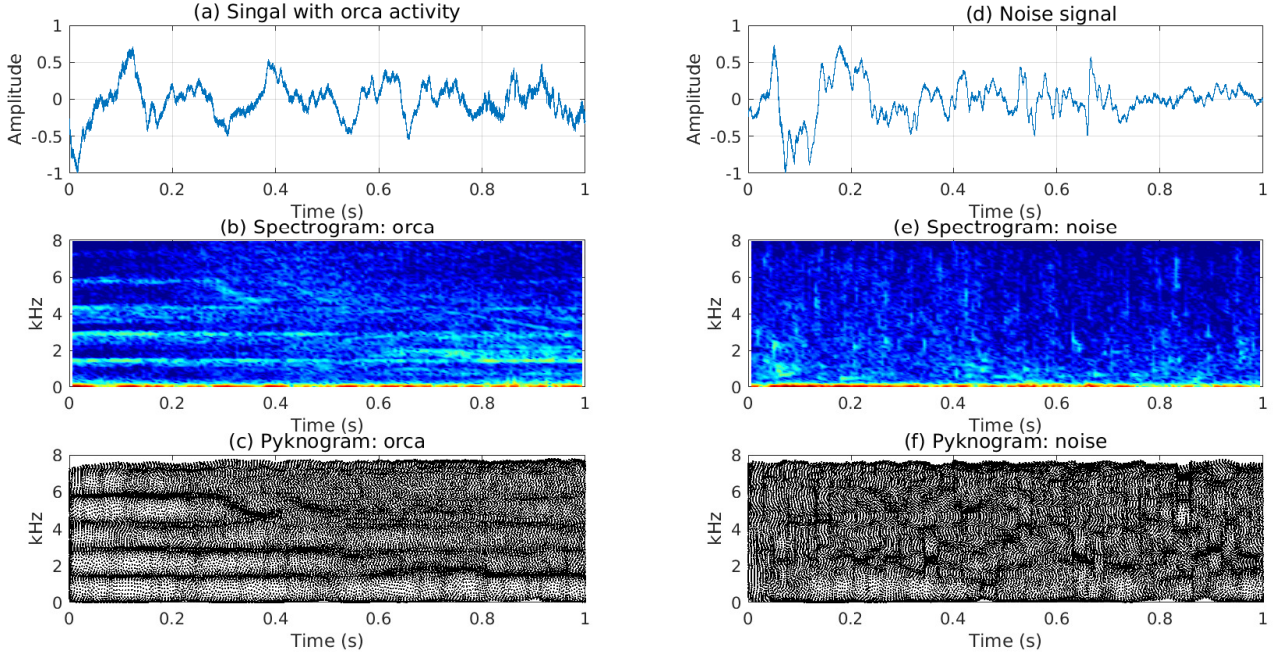 (a) Singal with orca activity
1
0.5
0
-0.5
-1
Amplitude
0 0.2 0.4 0.6 0.8 1
Time (s)
(b) Spectrogram: orca
8
6
4
2
0
kHz
0 0.2 0.4 0.6 0.8 1
Time (s)
(c) Pyknogram: orca
8
6
4
2
0
kHz
0 0.2 0.4 0.6 0.8 1
Time (s)
(d) Noise signal
1
0.5
0
-0.5
-1
Amplitude
0 0.2 0.4 0.6 0.8 1
Time (s)
(e) Spectrogram: noise
8
6
4
2
0
kHz
0 0.2 0.4 0.6 0.8 1
Time (s)
(f) Pyknogram: noise
8
6
4
2
0
kHz
0 0.2 0.4 0.6 0.8 1
Time (s)